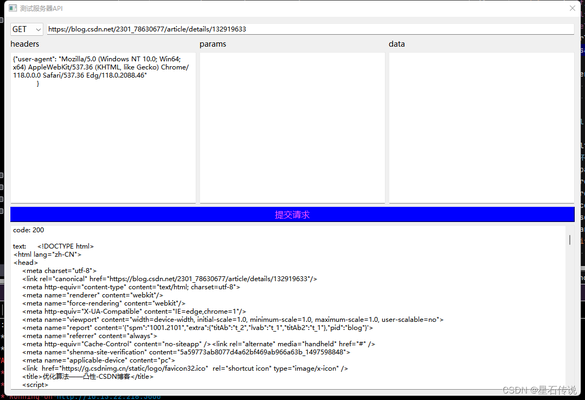 测试服务器API
GET
https://blog.csdn.net/2301_78630677/article/details/132919633
headers
params
data
{"user-agent": "Mozilla/5.0 (Windows NT 10.0; Win64;
x64) AppleWebKit/537.36 (KHTML, like Gecko) Chrome/
118.0.0.0 Safari/537.36 Edg/118.0.2088.46"
}
提交请求
code: 200
text: <!DOCTYPE html>
<html lang="zh-CN">
<head>
<meta charset="utf-8">
<link rel="canonical" href="https://blog.csdn.net/2301_78630677/article/details/132919633"/>
<meta http-equiv="content-type" content="text/html; charset=utf-8">
<meta name="renderer" content="webkit"/>
<meta name="force-rendering" content="webkit"/>
<meta http-equiv="X-UA-Compatible" content="IE=edge,chrome=1"/>
<meta name="viewport" content="width=device-width, initial-scale=1.0, minimum-scale=1.0, maximum-scale=1.0, user-scalable=no">
<meta name="report" content='{"spm":"1001.2101","extra":{"titAb":"t_2","lwab":"t_1","titAb2":"t_1"},"pid":"blog"}'>
<meta name="referrer" content="always">
<meta http-equiv="Cache-Control" content="no-siteapp" /><link rel="alternate" media="handheld" href="#" />
<meta name="shenma-site-verification" content="5a59773ab8077d4a62bf469ab966a63b_1497598848">
<meta name="applicable-device" content="pc">
<link href="https://g.csdnimg.cn/static/logo/favicon32.ico" rel="shortcut icon" type="image/x-icon" />
<title>优化算法——凸性-CSDN博客</title>
<script>
CSDN @陨石传说